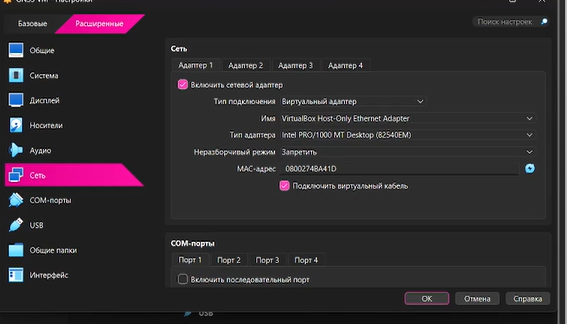 GNSS-VM - Настройки
Базовые
Расширенные
Поиск настроек
Общие
Система
Дисплей
Носители
Аудио
Сеть
COM-порты
USB
Общие папки
Интерфейс
Сеть
Адаптер 1 Адаптер 2 Адаптер 3 Адаптер 4
Включить сетевой адаптер
Тип подключения Виртуальный адаптер
Имя VirtualBox Host-Only Ethernet Adapter
Тип адаптера Intel PRO/1000 MT Desktop (82540EM)
Неразборчивый режим Запретить
MAC-адрес 0800274BA41D
Подключить виртуальный кабель
COM-порты
Порт 1 Порт 2 Порт 3 Порт 4
Включить последовательный порт
OK Отмена Справка
USB